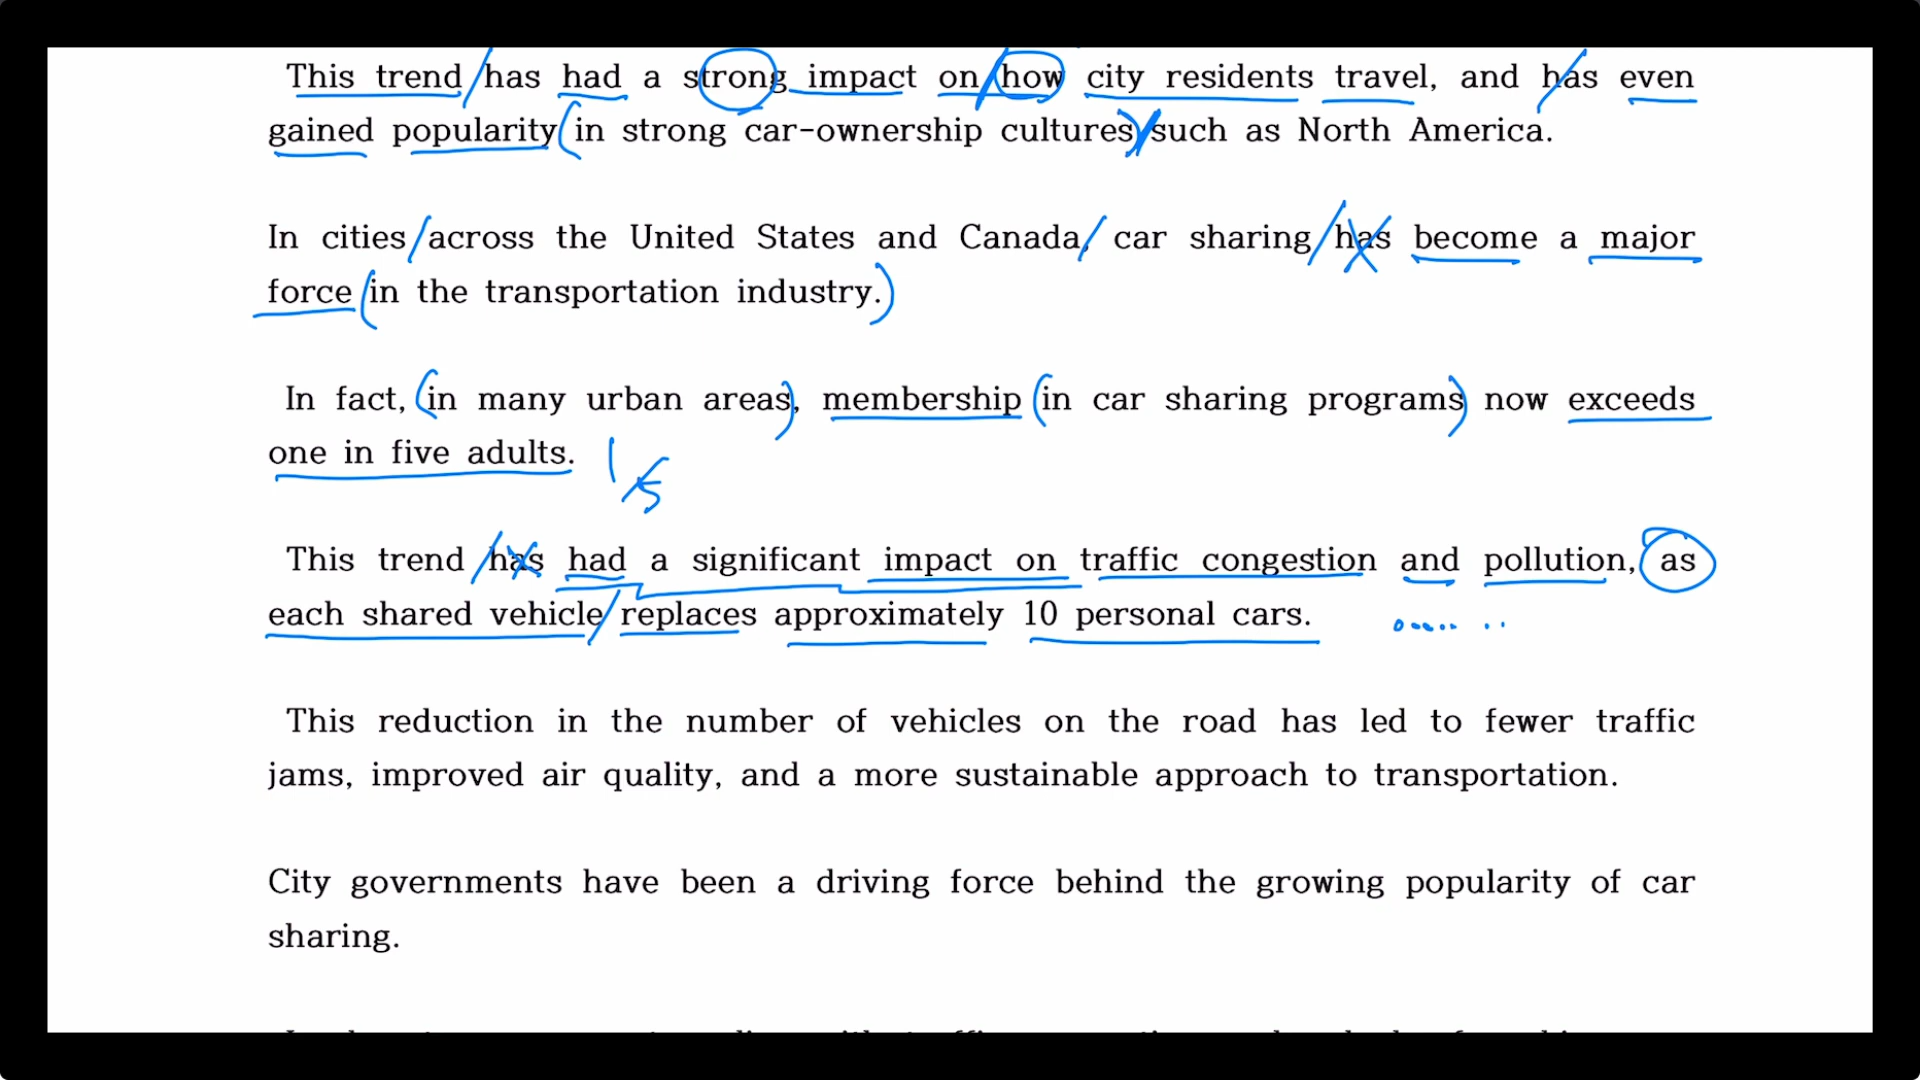 This trend has had a strong impact on how city residents travel, and has even
gained popularity in strong car-ownership cultures such as North America.
In cities across the United States and Canada, car sharing has become a major
force in the transportation industry.
In fact, in many urban areas, membership in car sharing programs now exceeds
one in five adults. 1/5
This trend has had a significant impact on traffic congestion and pollution, as
each shared vehicle replaces approximately 10 personal cars.
This reduction in the number of vehicles on the road has led to fewer traffic
jams, improved air quality, and a more sustainable approach to transportation.
City governments have been a driving force behind the growing popularity of car
sharing.